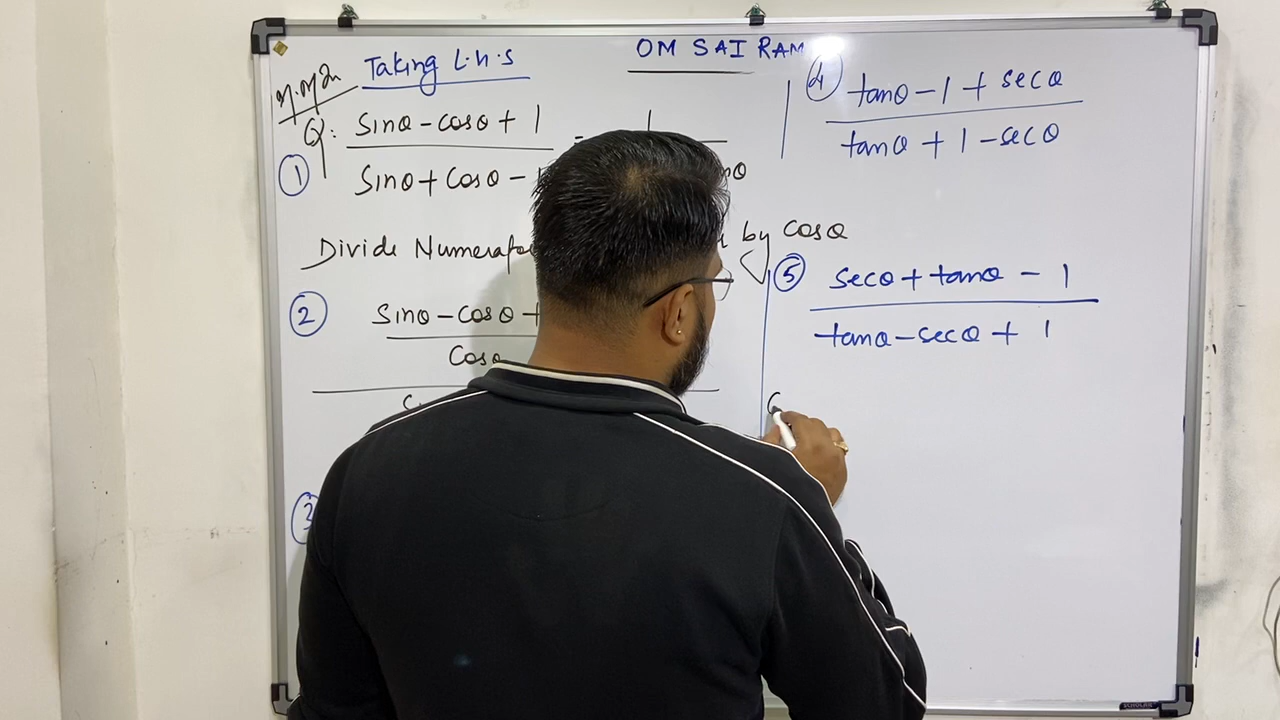 OM SAI RAM
Taking L.H.S
Q:
① sinθ - cosθ + 1 = 1
sinθ + cosθ -
Divide Numerator by cosθ
② sinθ - cosθ +
cosθ
③
④ tanθ - 1 + secθ
tanθ + 1 - secθ
⑤ secθ + tanθ - 1
tanθ - secθ + 1